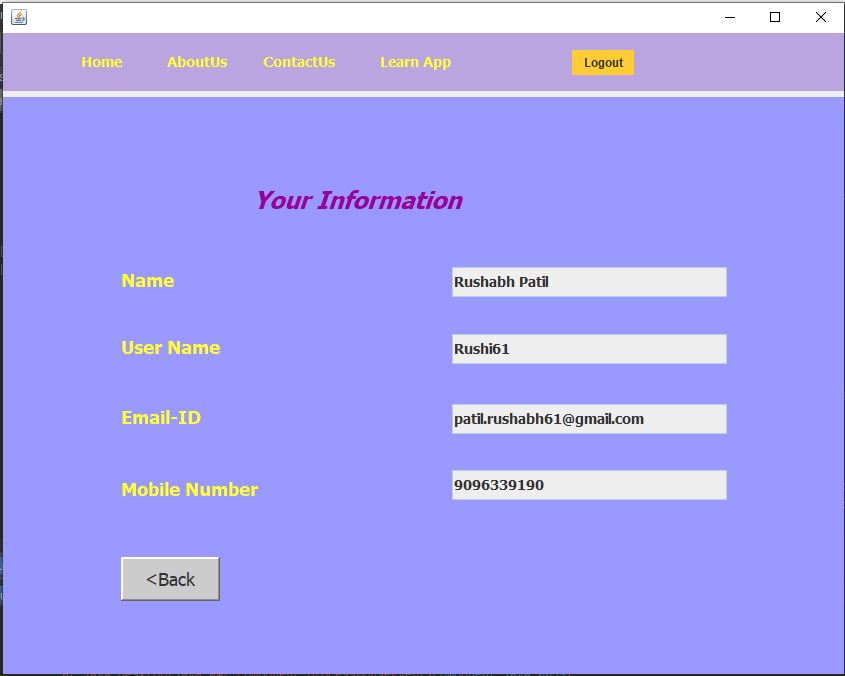 Home AboutUs ContactUs Learn App Logout
Your Information
Name Rushabh Patil
User Name Rushi61
Email-ID patil.rushabh61@gmail.com
Mobile Number 9096339190
<Back